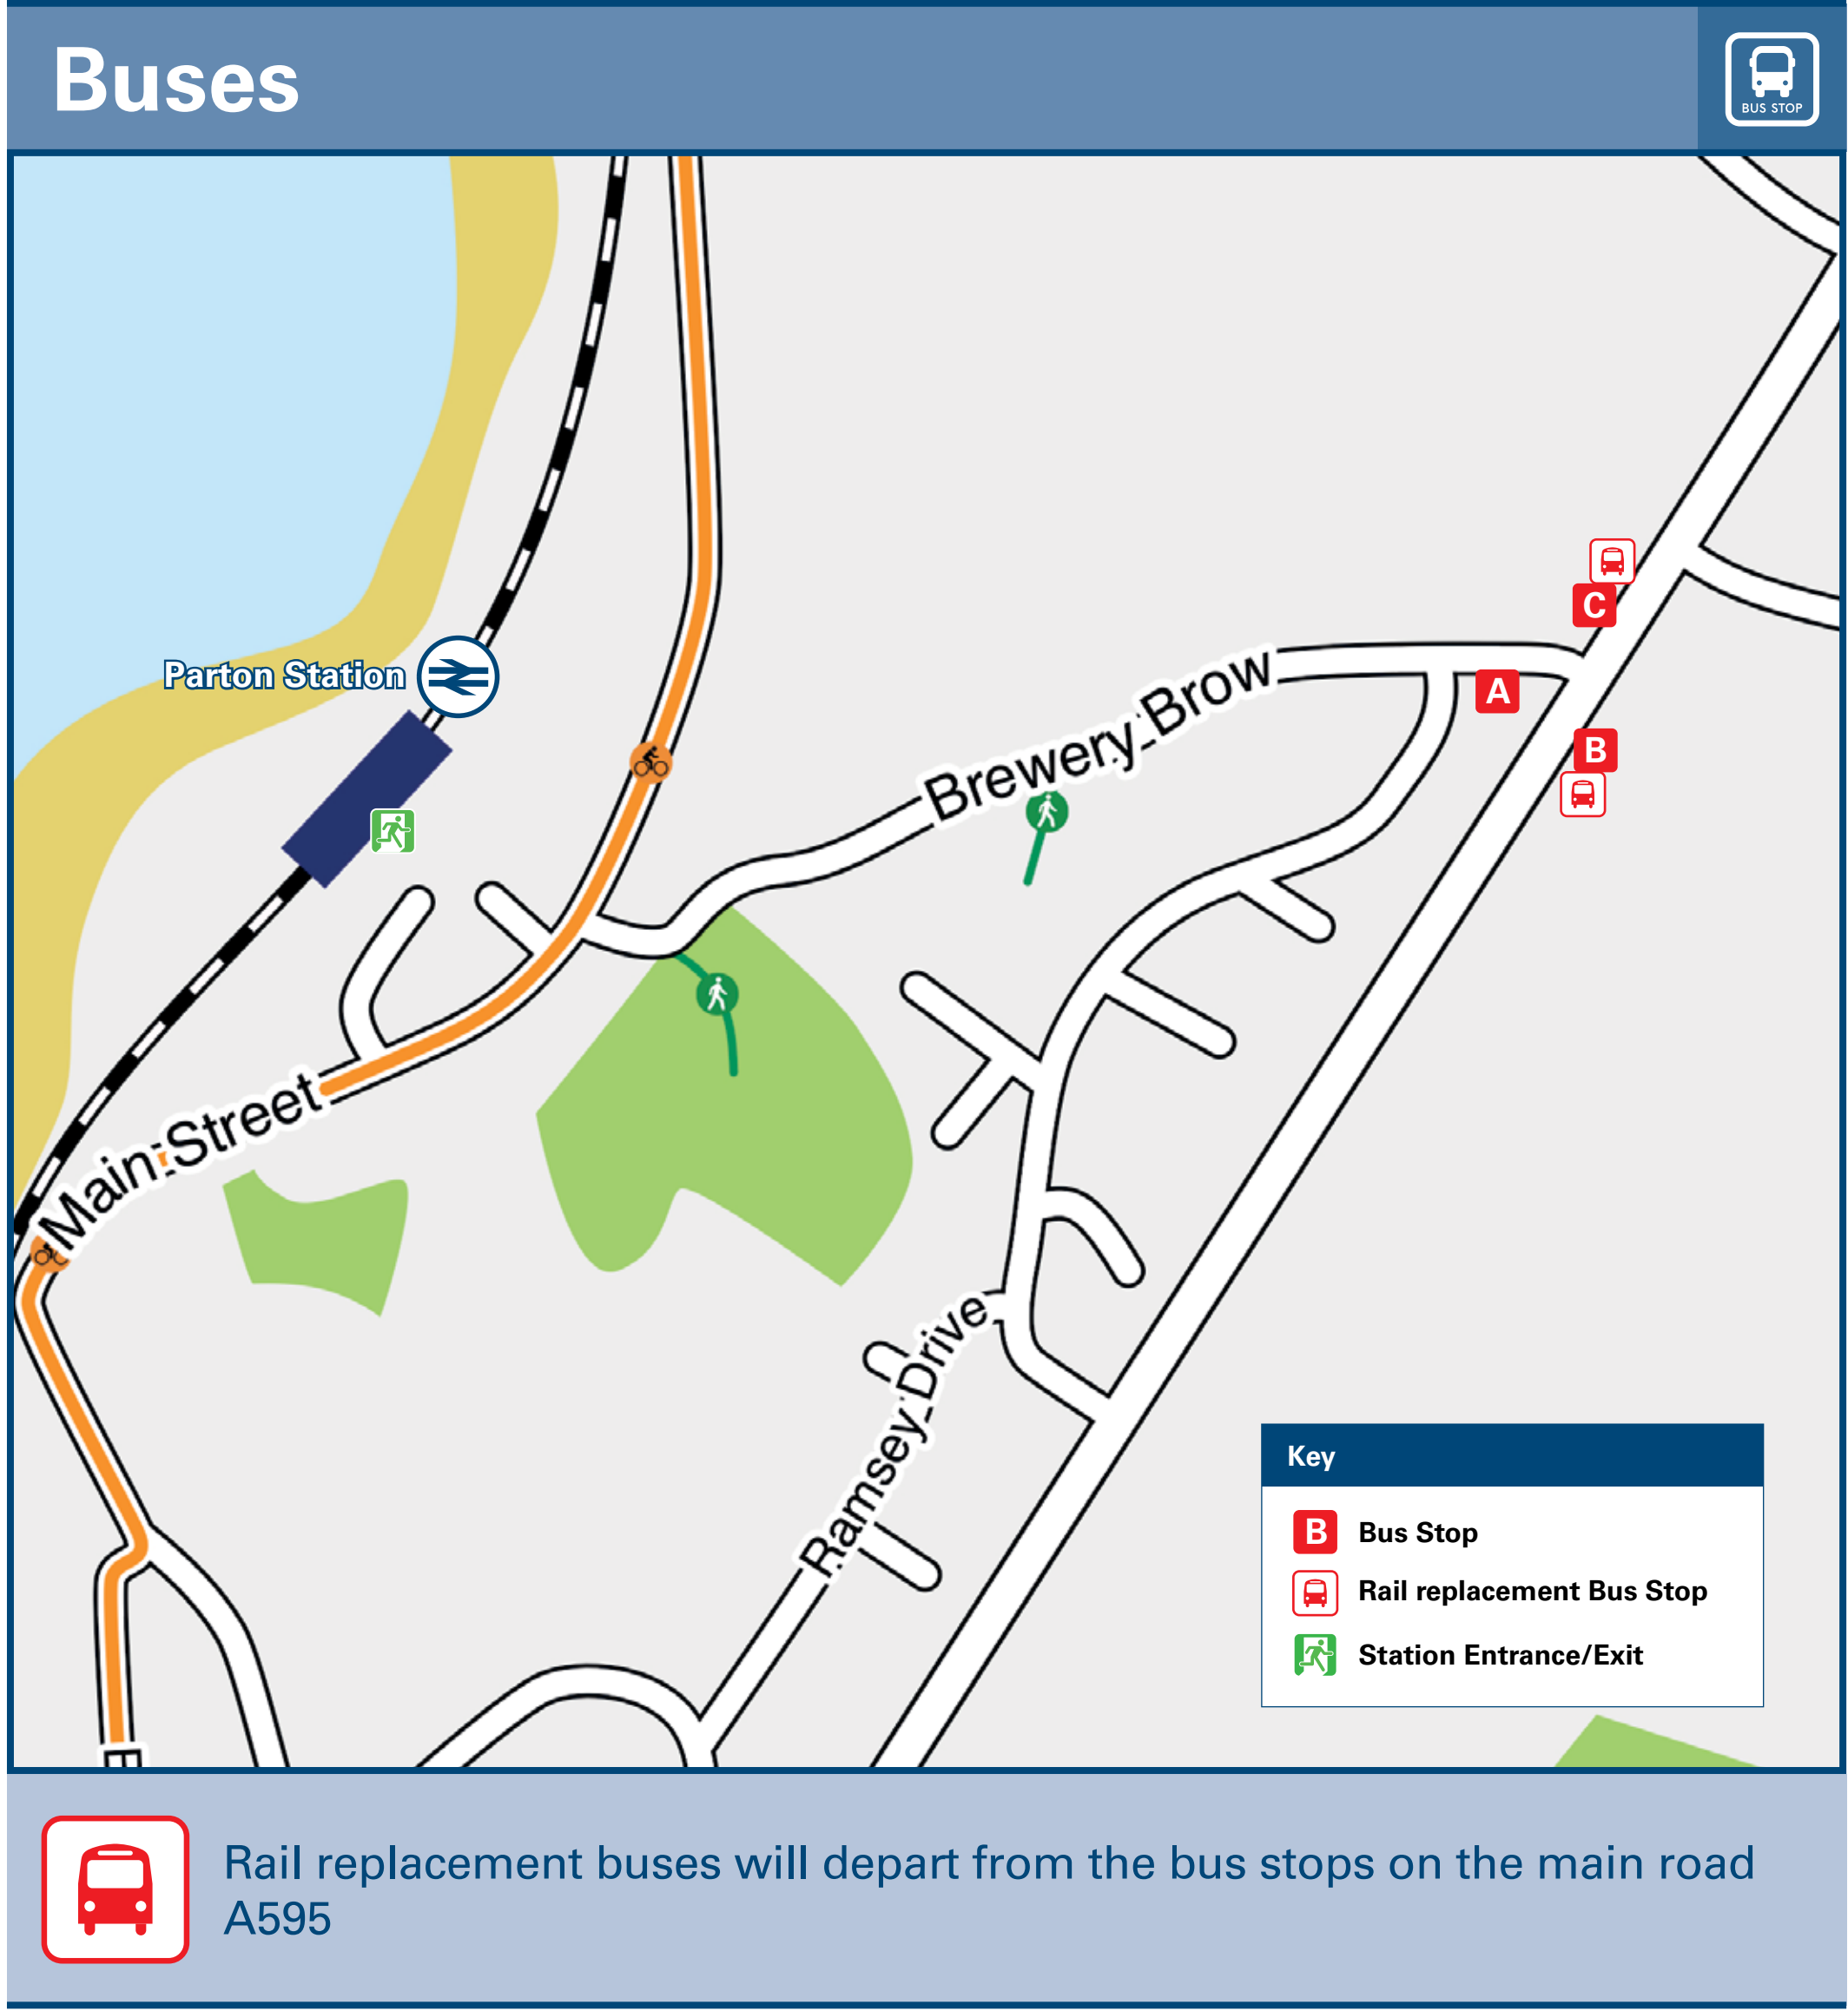 Buses
BUS STOP
C
Parton Station
A
Brewery Brow
B
Main Street
Ramsey Drive
Key
B Bus Stop
Rail replacement Bus Stop
Station Entrance/Exit
Rail replacement buses will depart from the bus stops on the main road
A595